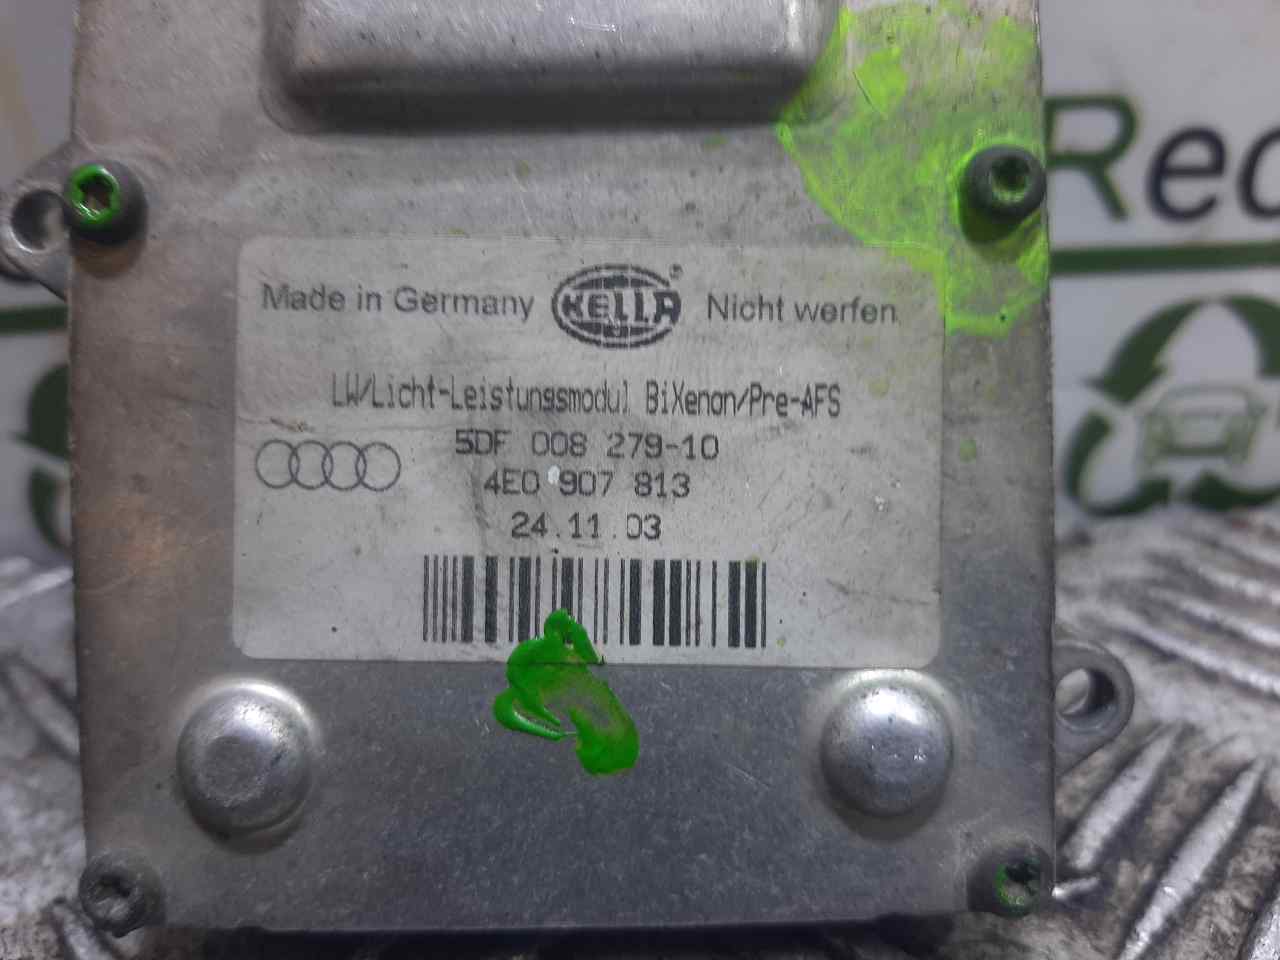 Made in Germany HELLA ® Nicht werfen
LW/Licht-Leistungsmodul BiXenon/Pre-AFS
5DF 008 279-10
4E0 907 813
24.11.03
Rec